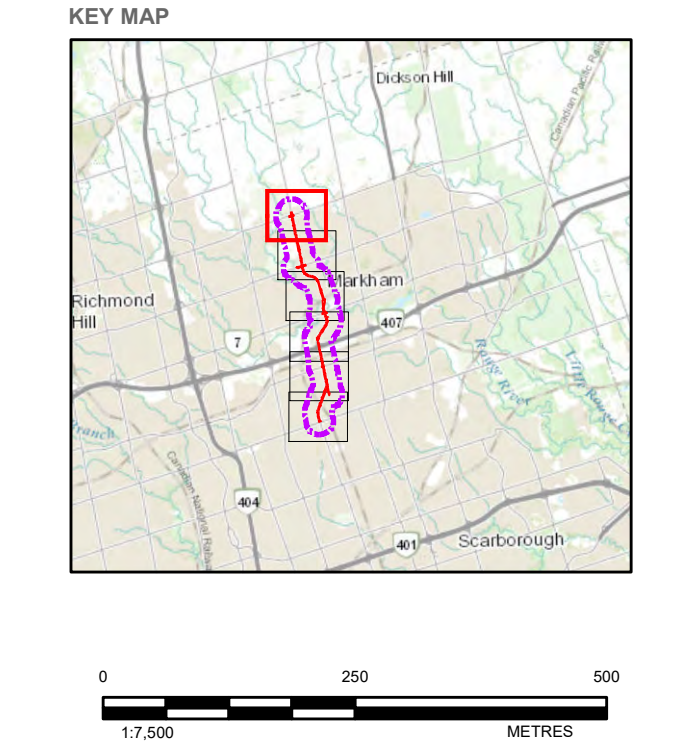 KEY MAP
Dickson Hill
Canadian Pacific Rail
Markham
Richmond
Hill
407
7
Rouge River
Little Rouge C
Branch
Canadian National Railwa
404
401
Scarborough
0 250 500
1:7,500 METRES